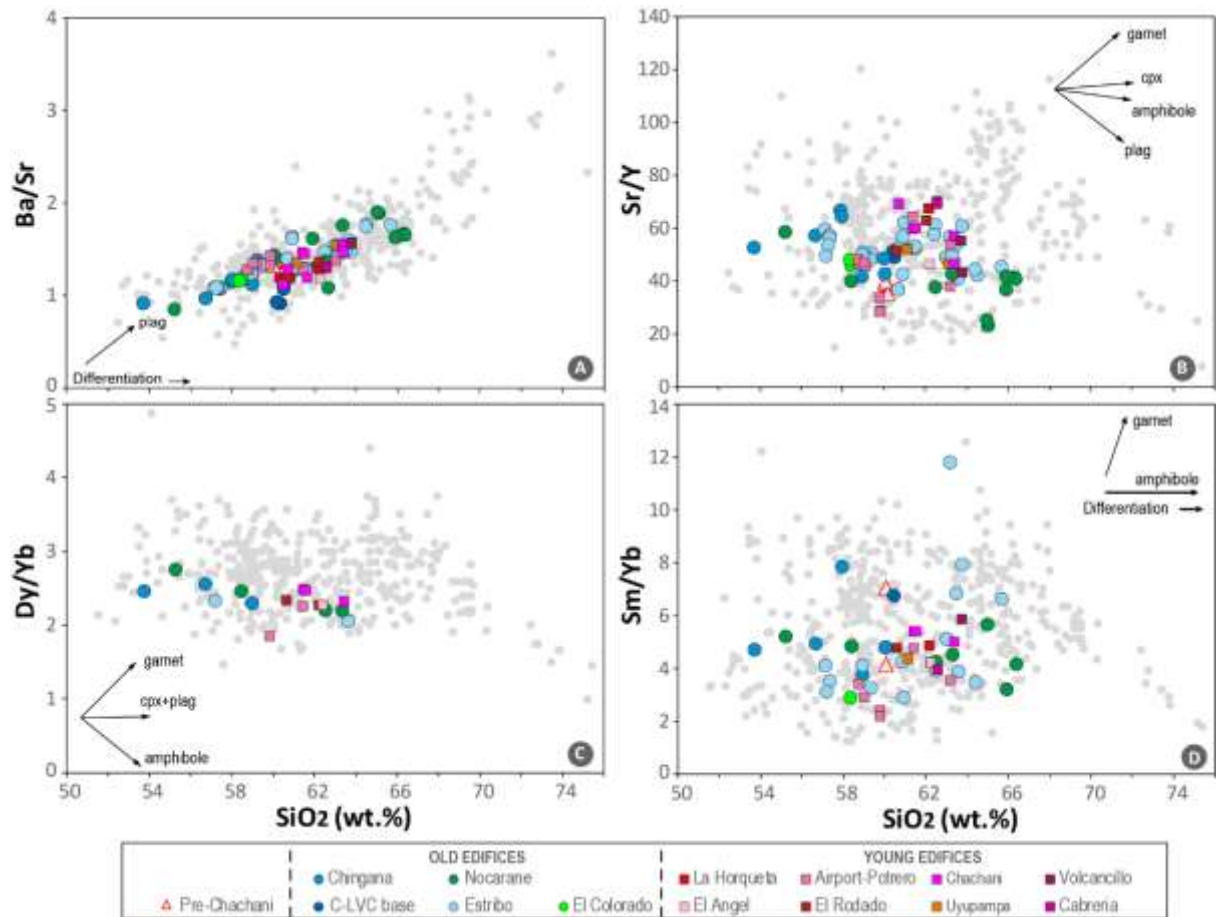 4
3
2
1
0
Ba/Sr
plag
Differentiation
A
140
120
100
80
60
40
20
0
Sr/Y
garnet
cpx
amphibole
plag
B
5
4
3
2
1
0
Dy/Yb
garnet
cpx+plag
amphibole
C
50 54 58 62 66 70 74
SiO2 (wt.%)
14
12
10
8
6
4
2
0
Sm/Yb
garnet
amphibole
Differentiation
D
50 54 58 62 66 70 74
SiO2 (wt.%)
OLD EDIFICES YOUNG EDIFICES
Chingana Nocarane La Horqueta Airport-Potrero Chachani Volcancillo
Pre-Chachani C-LVC base Estribo El Colorado El Angel El Rodado Uyupampa Cabreria